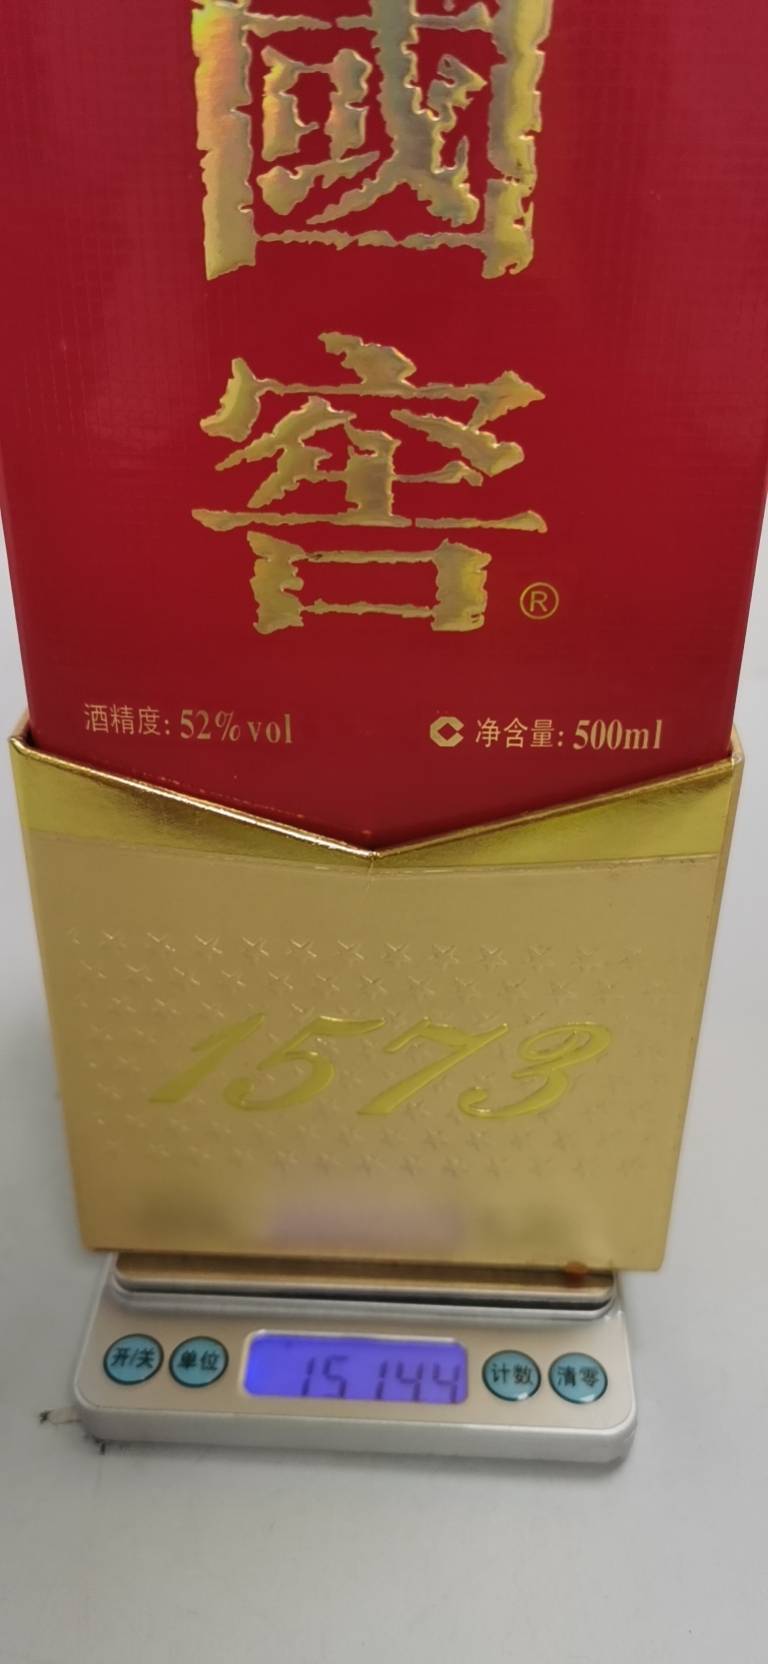 國
窖
®
酒精度: 52%vol
净含量: 500ml
1573
开/关 单位 15144 计数 清零